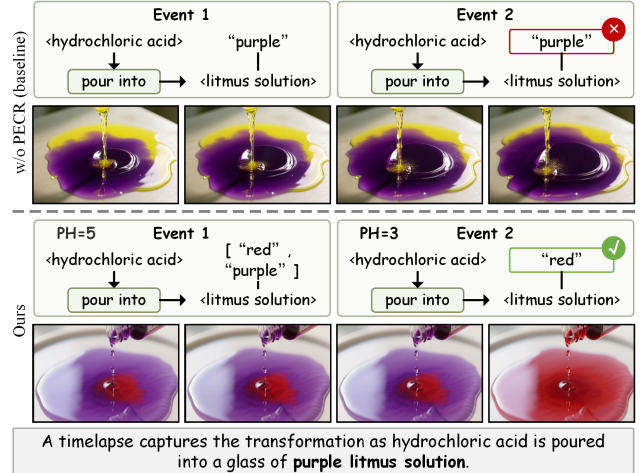 w/o PECR (baseline)
Event 1
<hydrochloric acid>
"purple"
pour into
<litmus solution>
Event 2
<hydrochloric acid>
"purple"
pour into
<litmus solution>
Ours
PH=5
Event 1
<hydrochloric acid>
[ "red" ,
"purple" ]
pour into
<litmus solution>
PH=3
Event 2
<hydrochloric acid>
"red"
pour into
<litmus solution>
A timelapse captures the transformation as hydrochloric acid is poured
into a glass of purple litmus solution.